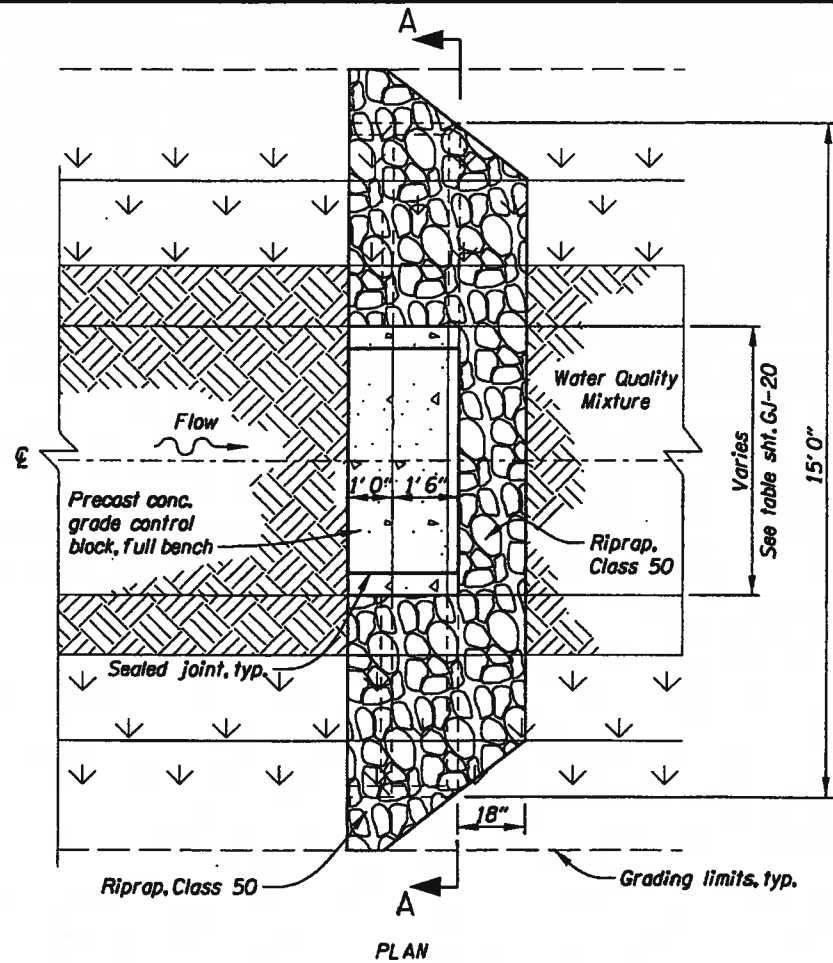 A
Water Quality
Mixture
Flow
℄
1'0" 1'6"
Precast conc.
grade control
block, full bench
Riprap,
Class 50
Varies
See table sht. GJ-20
15'0"
Sealed joint, typ.
18"
Riprap, Class 50
Grading limits, typ.
A
PLAN